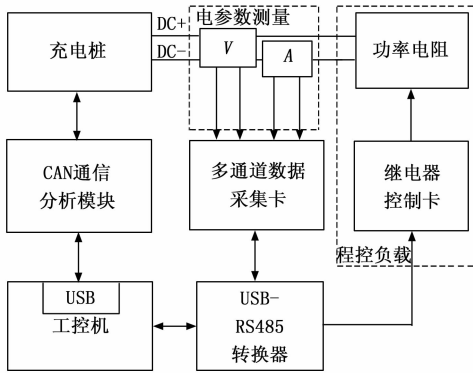 电参数测量
DC+
DC-
充电桩
V
A
功率电阻
CAN通信
分析模块
多通道数据
采集卡
继电器
控制卡
程控负载
USB
工控机
USB-
RS485
转换器